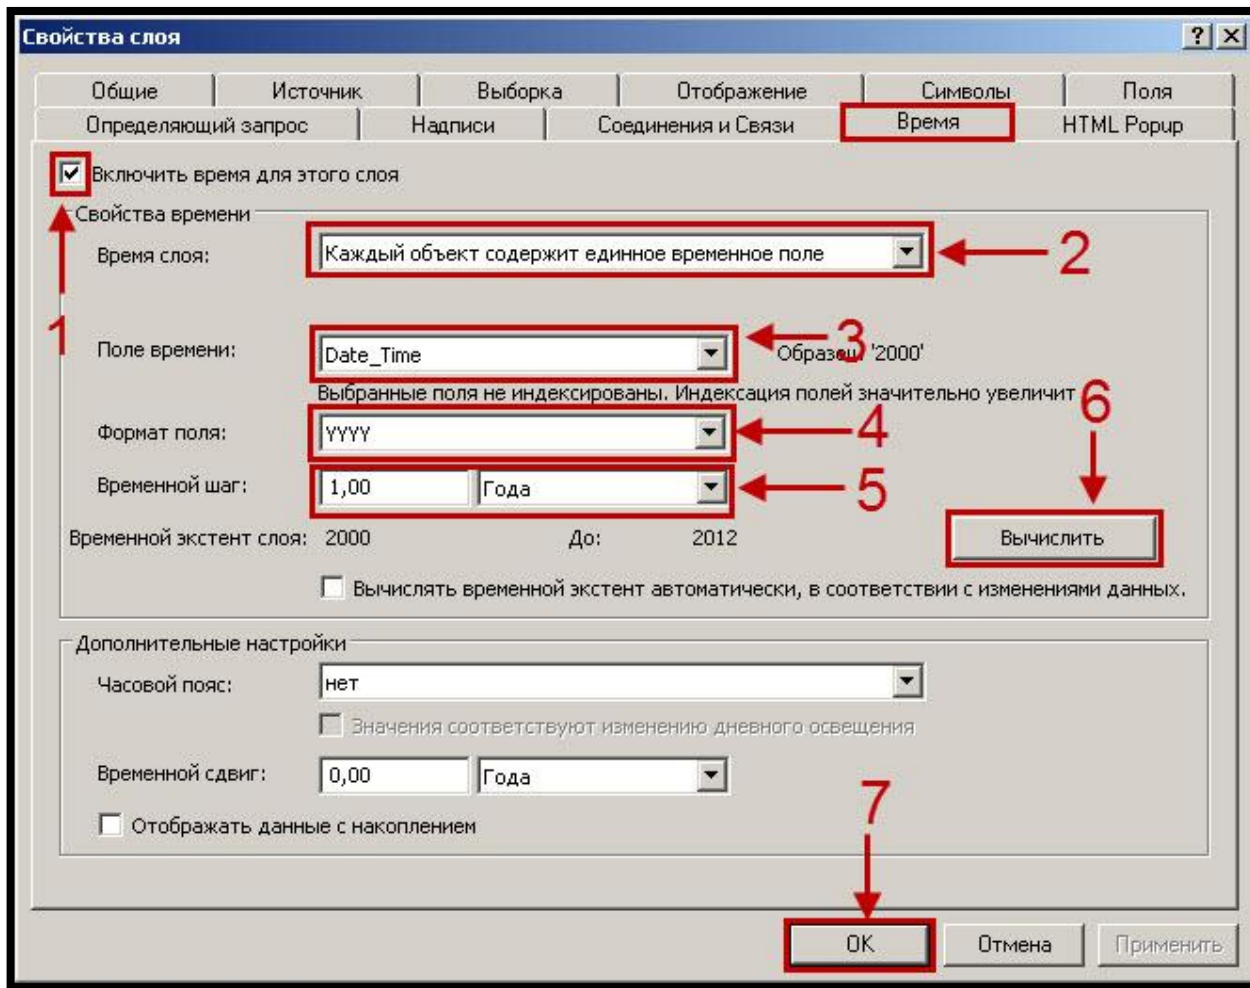 Свойства слоя
Общие Источник Выборка Отображение Символы Поля
Определяющий запрос Надписи Соединения и Связи Время HTML Popup
Включить время для этого слоя
Свойства времени
Время слоя: Каждый объект содержит единное временное поле 2
1
Поле времени: Date_Time 3 Образец: '2000'
Выбранные поля не индексированы. Индексация полей значительно увеличит
6
Формат поля: YYYY 4
Временной шаг: 1,00 Года 5
Временной экстент слоя: 2000 До: 2012 Вычислить
Вычислять временной экстент автоматически, в соответствии с изменениями данных.
Дополнительные настройки
Часовой пояс: нет
Значения соответствуют изменению дневного освещения
Временной сдвиг: 0,00 Года
7
Отображать данные с накоплением
OK Отмена Применить